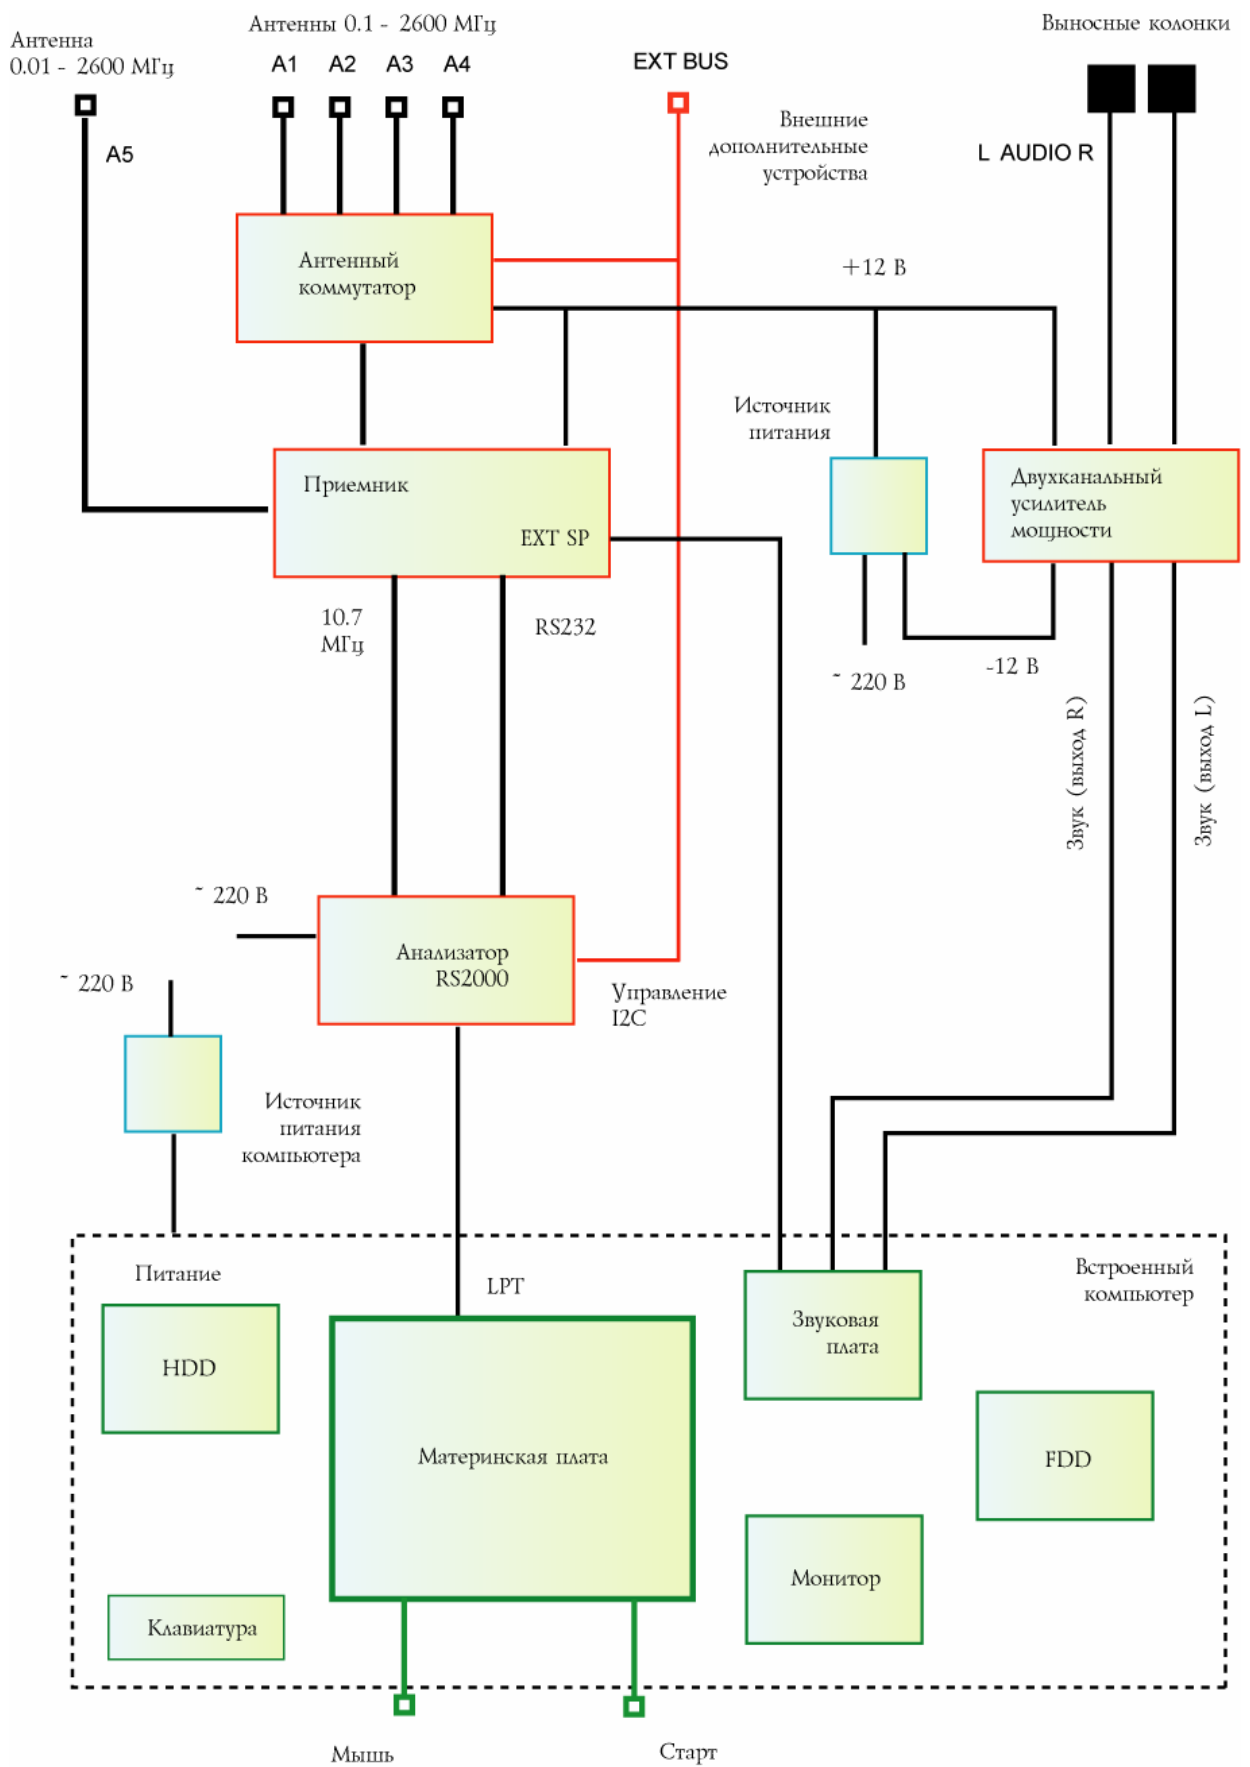 Антенна
0.01 - 2600 МГц
Антенны 0.1 - 2600 МГц
A1 A2 A3 A4
EXT BUS
Выносные колонки
A5
Внешние
дополнительные
устройства
L AUDIO R
Антенный
коммутатор
+12 В
Источник
питания
Приемник
EXT SP
Двухканальный
усилитель
мощности
10.7
МГц
RS232
~ 220 В
-12 В
Звук (выход R)
Звук (выход L)
~ 220 В
Анализатор
RS2000
~ 220 В
Управление
I2C
Источник
питания
компьютера
Питание
LPT
Встроенный
компьютер
HDD
Звуковая
плата
Материнская плата
FDD
Монитор
Клавиатура
Мышь
Старт